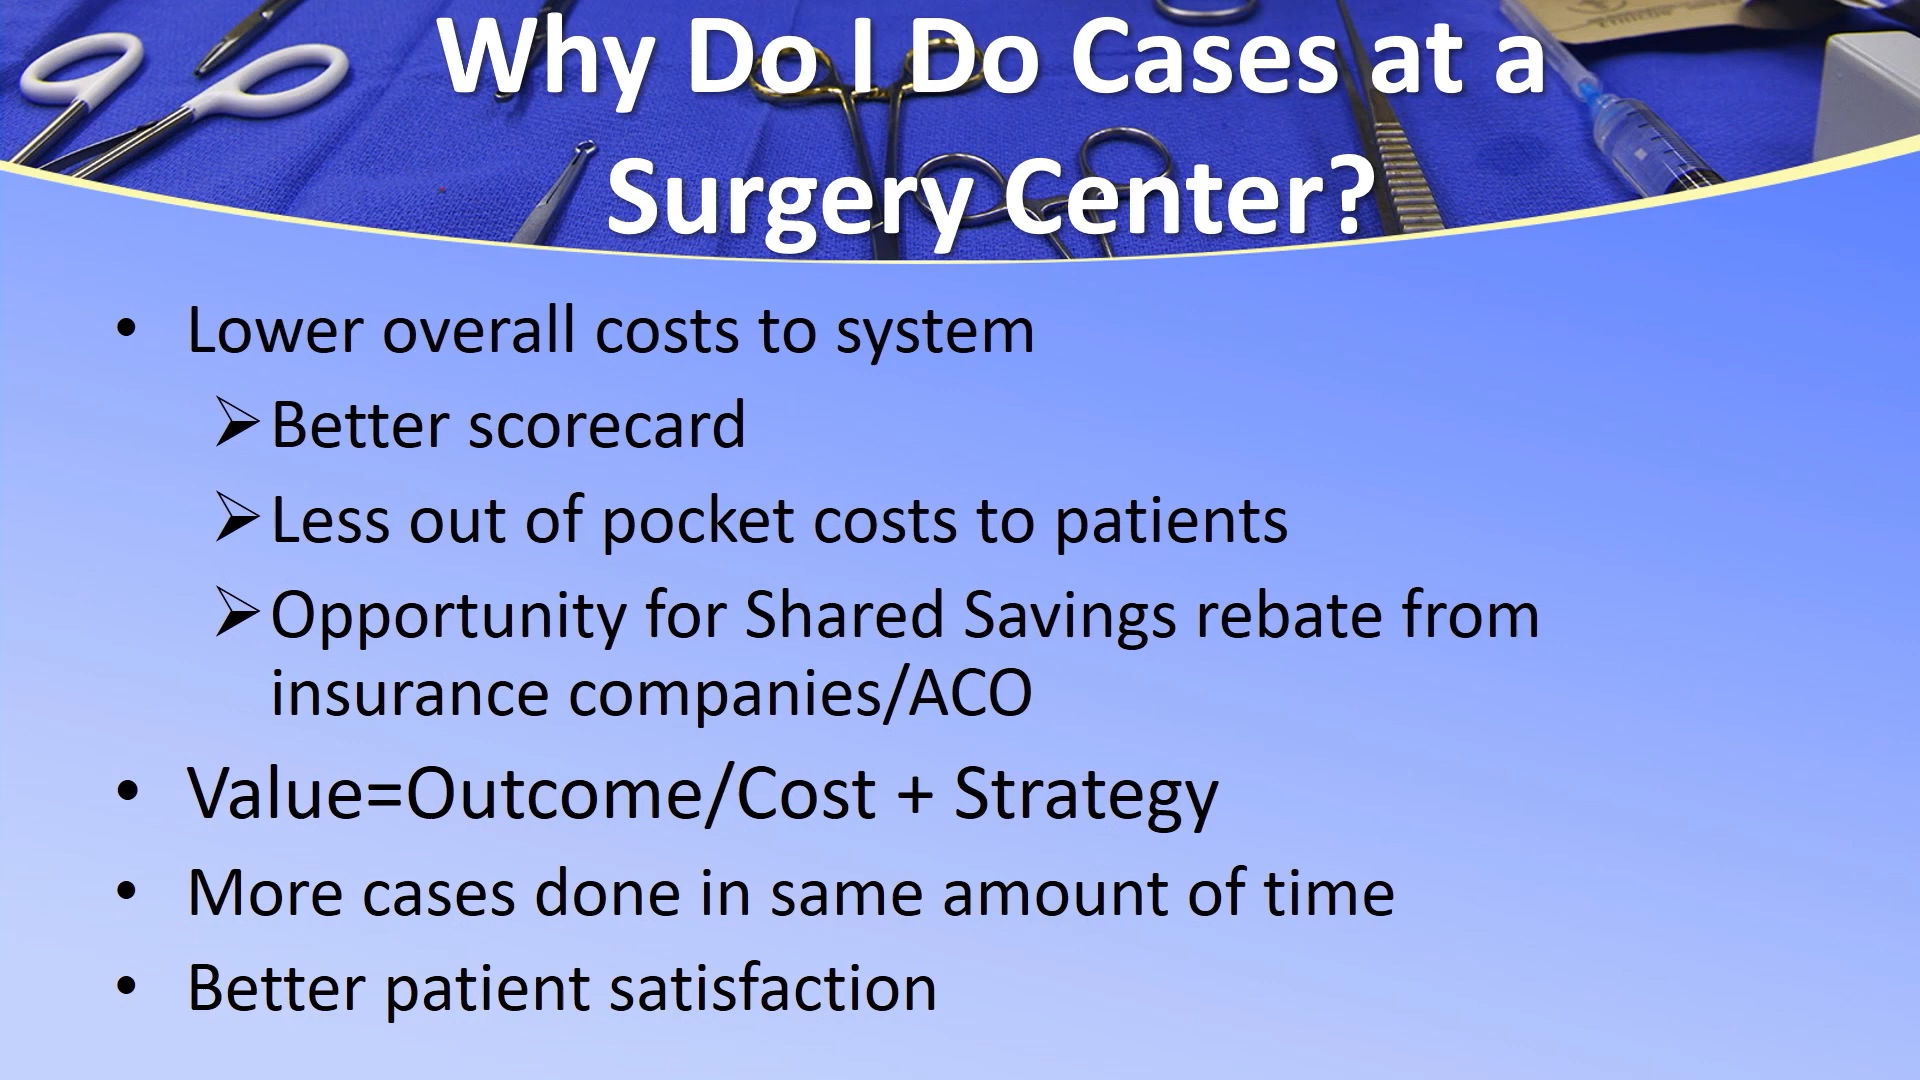 Why Do I Do Cases at a
Surgery Center?
• Lower overall costs to system
➢Better scorecard
➢Less out of pocket costs to patients
➢Opportunity for Shared Savings rebate from
insurance companies/ACO
• Value=Outcome/Cost + Strategy
• More cases done in same amount of time
• Better patient satisfaction